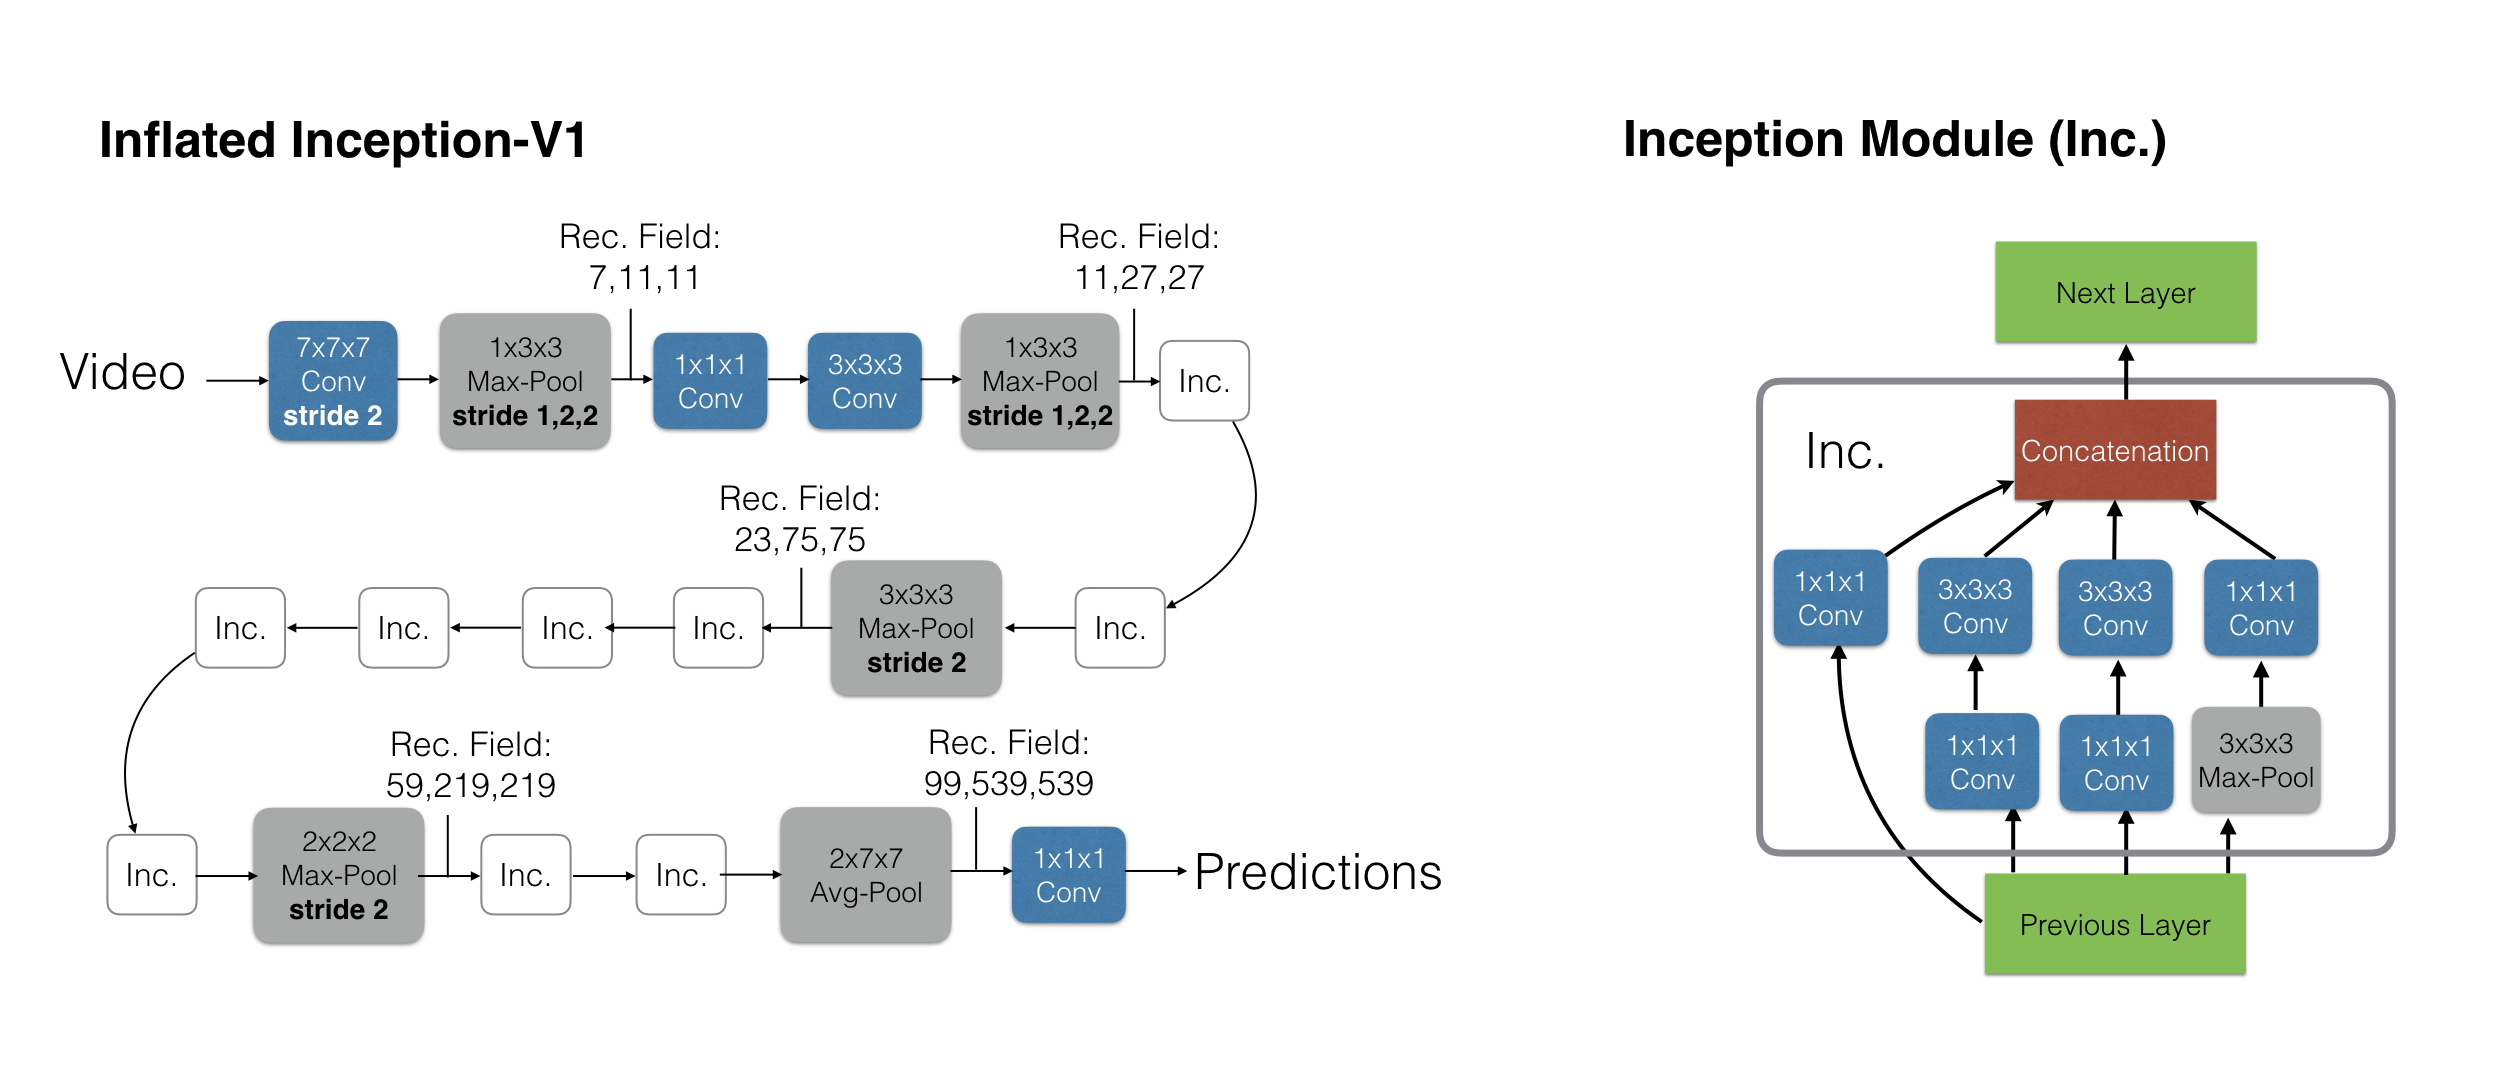 Inflated Inception-V1
Rec. Field:
7,11,11
Rec. Field:
11,27,27
Video
7x7x7
Conv
stride 2
1x3x3
Max-Pool
stride 1,2,2
1x1x1
Conv
3x3x3
Conv
1x3x3
Max-Pool
stride 1,2,2
Inc.
Rec. Field:
23,75,75
Inc.
3x3x3
Max-Pool
stride 2
Inc.
Inc.
Inc.
Inc.
Rec. Field:
59,219,219
Rec. Field:
99,539,539
Inc.
2x2x2
Max-Pool
stride 2
Inc.
Inc.
2x7x7
Avg-Pool
1x1x1
Conv
Predictions
Inception Module (Inc.)
Next Layer
Inc.
Concatenation
1x1x1
Conv
3x3x3
Conv
3x3x3
Conv
1x1x1
Conv
1x1x1
Conv
1x1x1
Conv
3x3x3
Max-Pool
Previous Layer